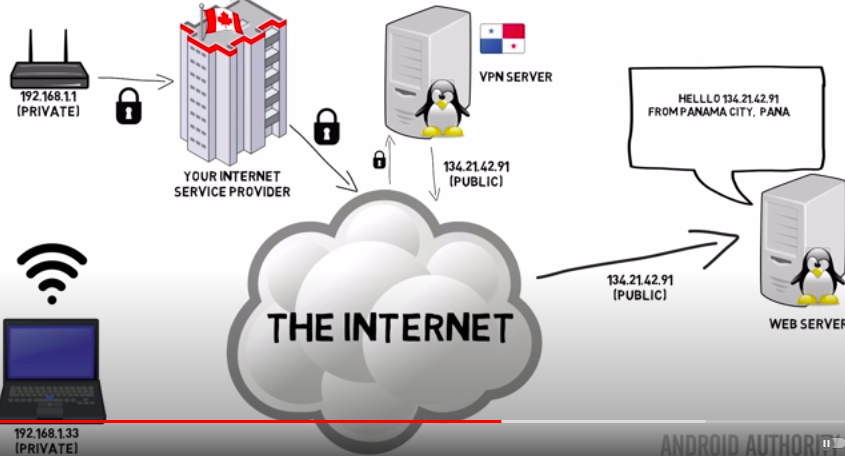 192.168.1.1
(PRIVATE)
YOUR INTERNET
SERVICE PROVIDER
VPN SERVER
134.21.42.91
(PUBLIC)
HELLLO 134.21.42.91
FROM PANAMA CITY, PANA
THE INTERNET
134.21.42.91
(PUBLIC)
WEB SERVER
192.168.1.33
(PRIVATE)
ANDROID AUTHORITY